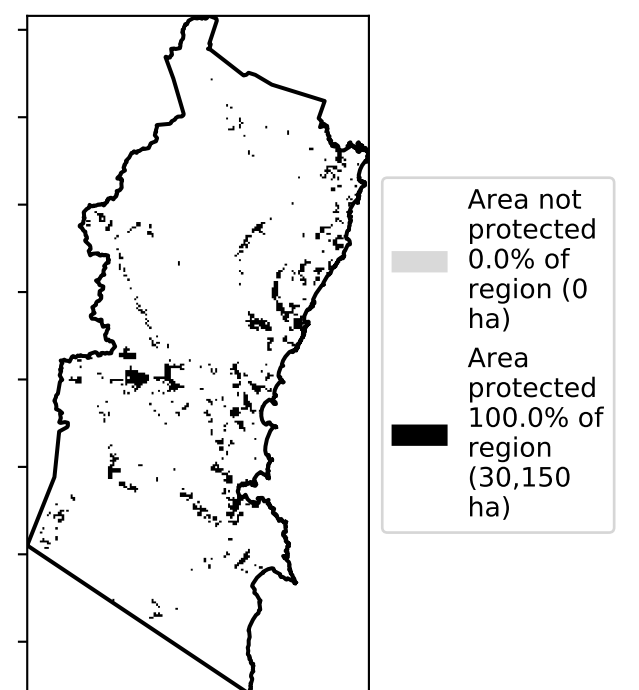 Area not
protected
0.0% of
region (0
ha)
Area
protected
100.0% of
region
(30,150
ha)